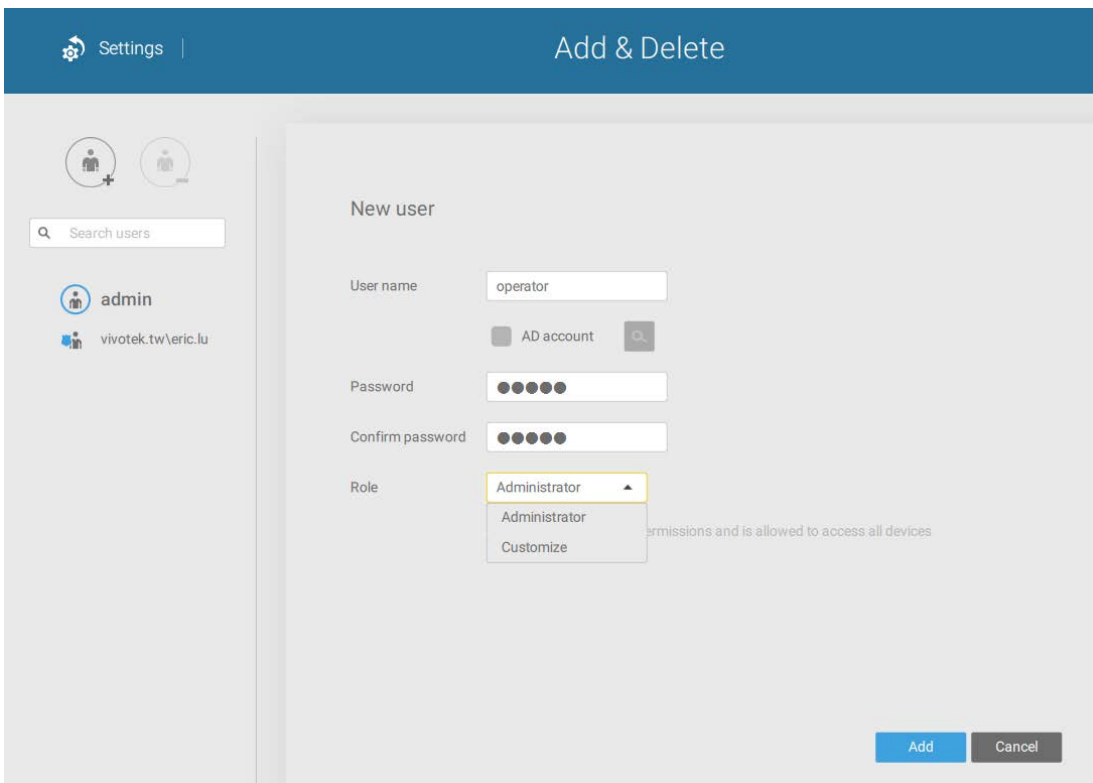 Settings
Add & Delete
Search users
admin
vivotek.tw\eric.lu
New user
User name
operator
AD account
Password
Confirm password
Role
Administrator
Administrator
Customize
ermissions and is allowed to access all devices
Add
Cancel